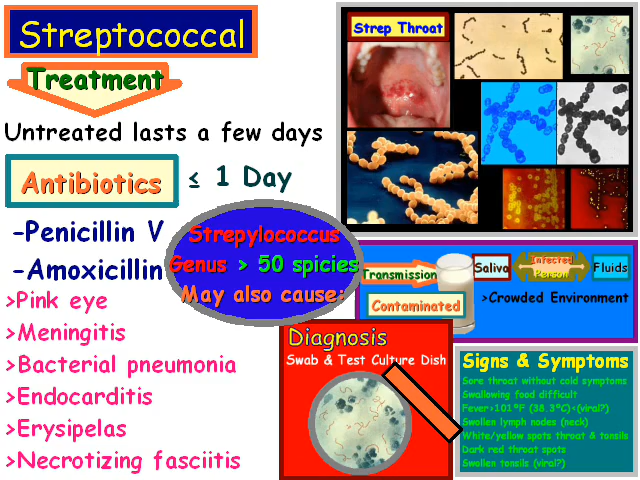 Streptococcal
Treatment
Untreated lasts a few days
Antibiotics ≤ 1 Day
-Penicillin V
-Amoxicillin
Strepylococcus
Genus > 50 spicies
May also cause:
>Pink eye
>Meningitis
>Bacterial pneumonia
>Endocarditis
>Erysipelas
>Necrotizing fasciitis
Strep Throat
Transmission
Contaminated
Saliva
Infected
Person
Fluids
>Crowded Environment
Diagnosis
Swab & Test Culture Dish
Signs & Symptoms
Sore throat without cold symptoms
Swallowing food difficult
Fever>101ºF (38.3ºC)<(viral?)
Swollen lymph nodes (neck)
White/yellow spots throat & tonsils
Dark red throat spots
Swollen tonsils (viral?)